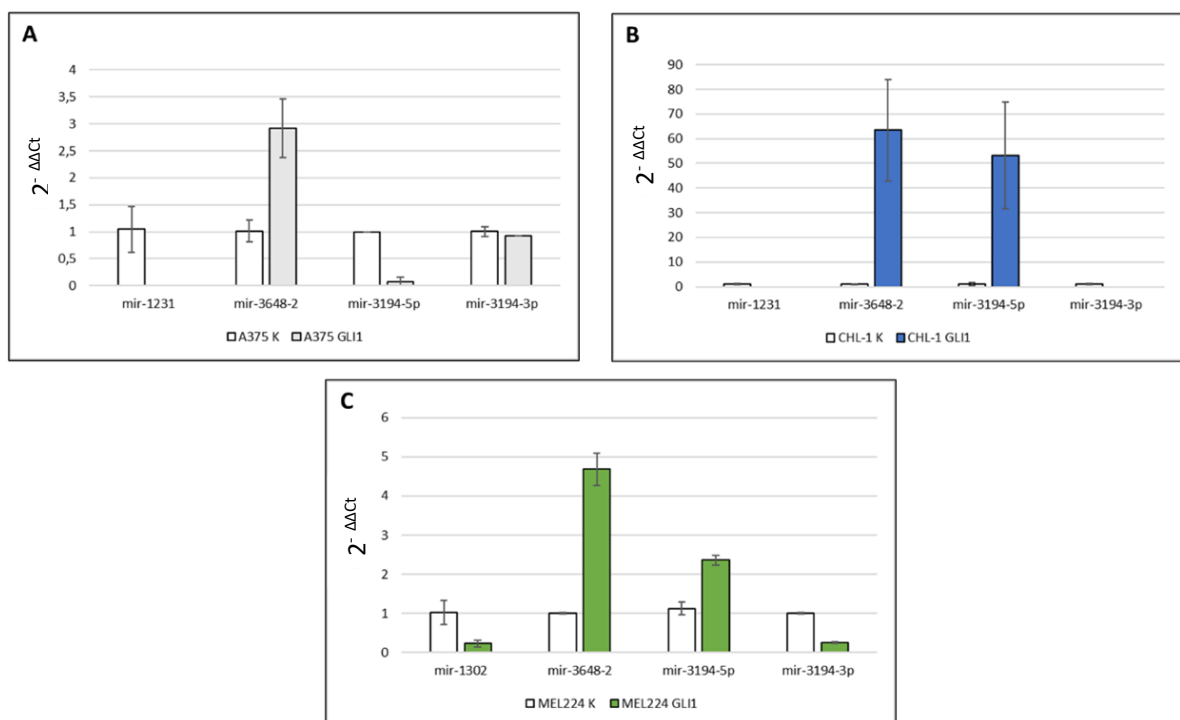 A
2^- ΔΔCt
4
3,5
3
2,5
2
1,5
1
0,5
0
mir-1231 mir-3648-2 mir-3194-5p mir-3194-3p
A375 K A375 GLI1
B
2^- ΔΔCt
90
80
70
60
50
40
30
20
10
0
mir-1231 mir-3648-2 mir-3194-5p mir-3194-3p
CHL-1 K CHL-1 GLI1
C
2^- ΔΔCt
6
5
4
3
2
1
0
mir-1302 mir-3648-2 mir-3194-5p mir-3194-3p
MEL224 K MEL224 GLI1